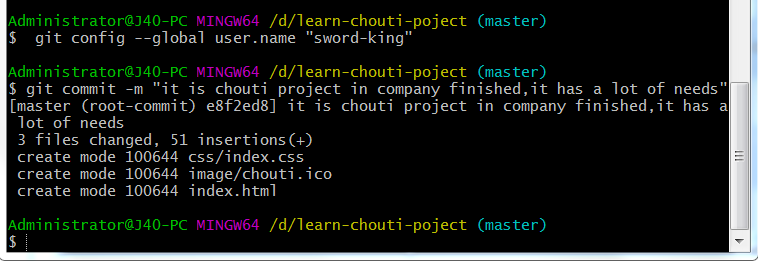 Administrator@J40-PC MINGW64 /d/learn-chouti-poject (master)
$  git config --global user.name "sword-king"
Administrator@J40-PC MINGW64 /d/learn-chouti-poject (master)
$ git commit -m "it is chouti project in company finished,it has a lot of needs"
[master (root-commit) e8f2ed8] it is chouti project in company finished,it has a
 lot of needs
 3 files changed, 51 insertions(+)
 create mode 100644 css/index.css
 create mode 100644 image/chouti.ico
 create mode 100644 index.html
Administrator@J40-PC MINGW64 /d/learn-chouti-poject (master)
$